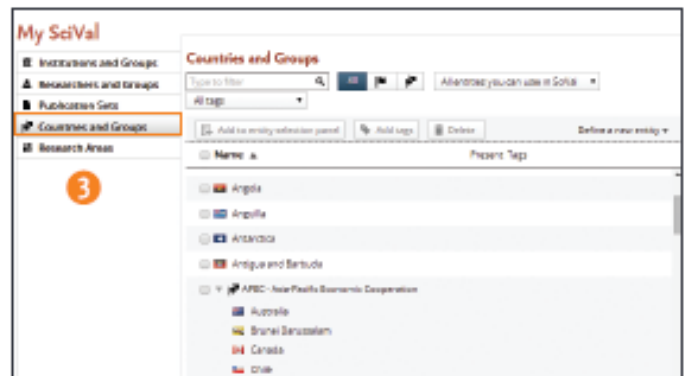 My SciVal
Institutions and Groups
Researchers and Groups
Publication Sets
Countries and Groups
Research Areas
3
Countries and Groups
Type to filter
All
All entities you can use in SciVal
All tags
Add to entity selection panel
Add tags
Delete
Define a new entity
Name
Present Tags
Angola
Anguilla
Antarctica
Antigua and Barbuda
APEC - Asia-Pacific Economic Cooperation
Australia
Brunei Darussalam
Canada
Chile